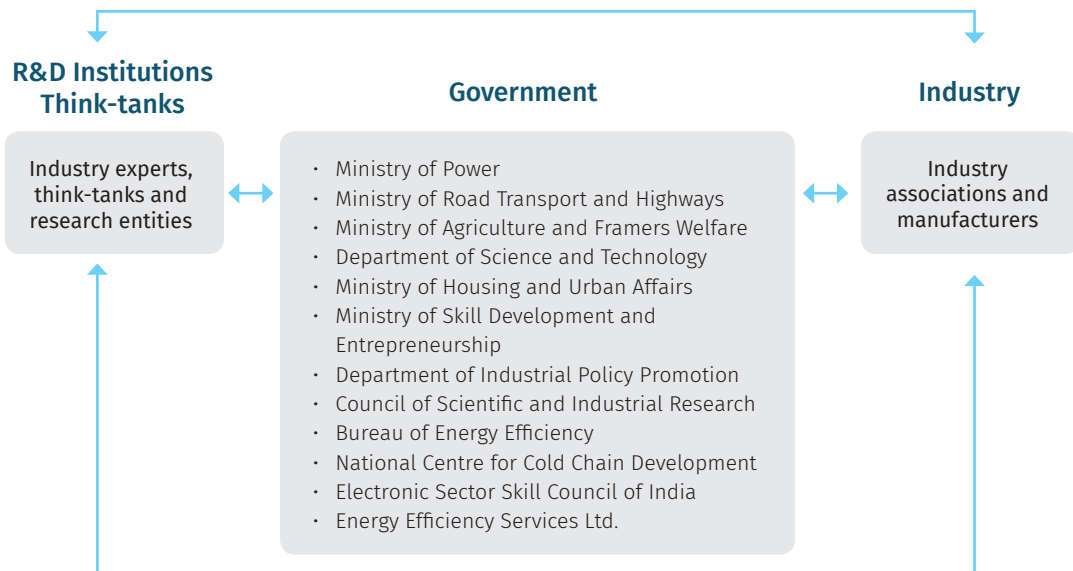 R&D Institutions
Think-tanks
Government
Industry
Industry experts,
think-tanks and
research entities
· Ministry of Power
· Ministry of Road Transport and Highways
· Ministry of Agriculture and Framers Welfare
· Department of Science and Technology
· Ministry of Housing and Urban Affairs
· Ministry of Skill Development and
Entrepreneurship
· Department of Industrial Policy Promotion
· Council of Scientific and Industrial Research
· Bureau of Energy Efficiency
· National Centre for Cold Chain Development
· Electronic Sector Skill Council of India
· Energy Efficiency Services Ltd.
Industry
associations and
manufacturers